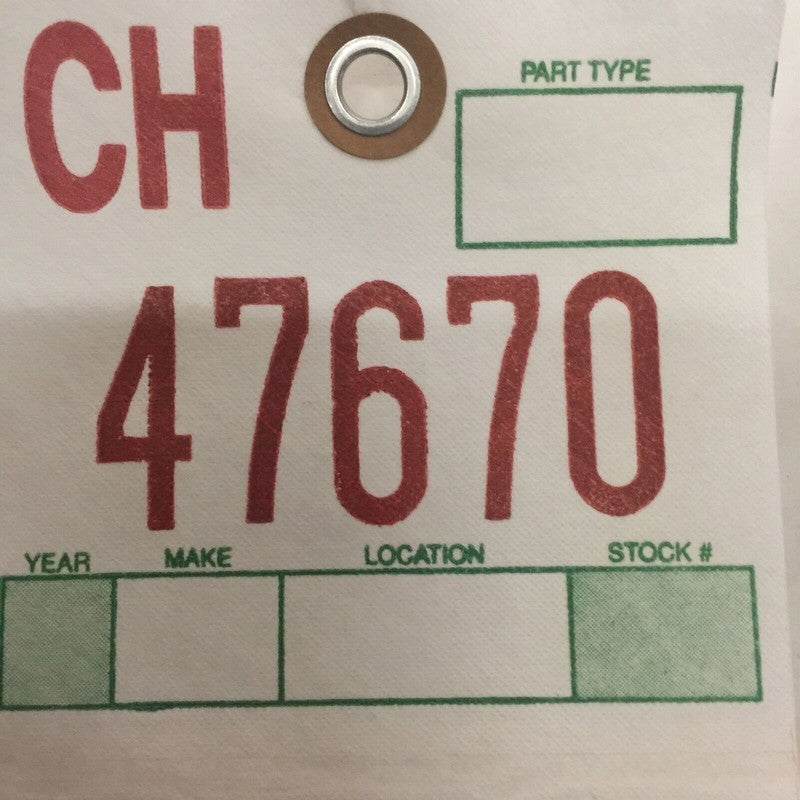 CH
PART TYPE
47670
YEAR MAKE LOCATION STOCK #